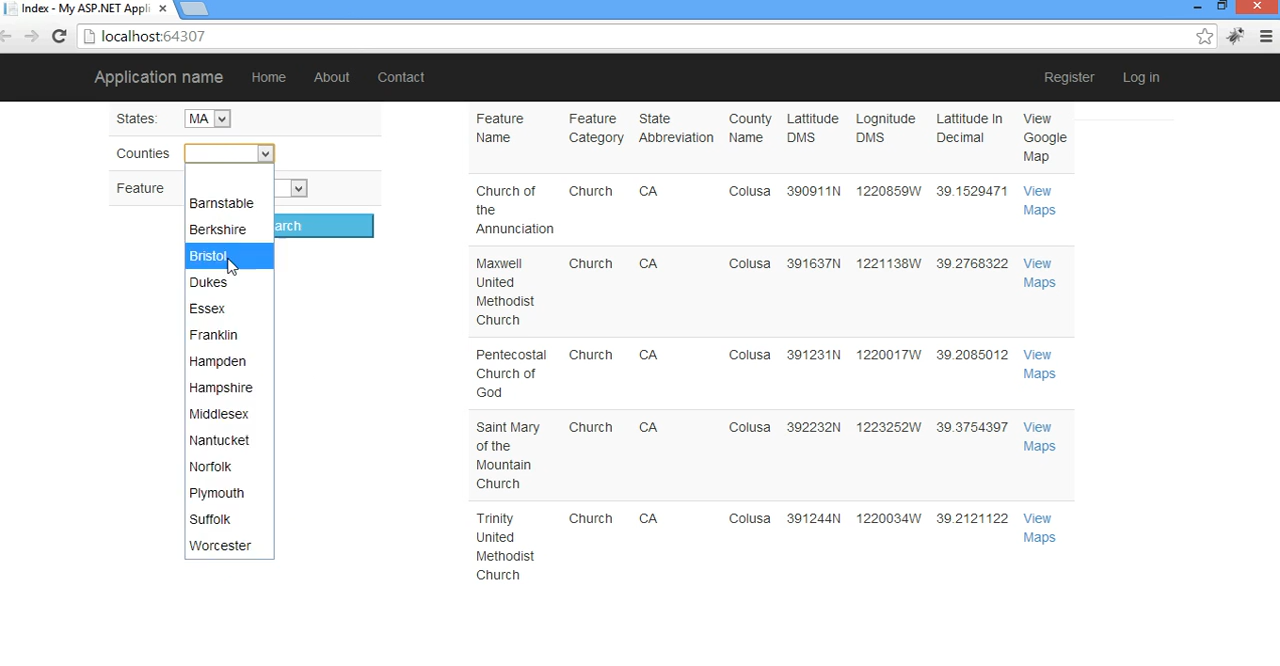 Index - My ASP.NET Appli
localhost:64307
Application name Home About Contact Register Log in
States: MA
Counties
Feature
arch
Barnstable
Berkshire
Bristol
Dukes
Essex
Franklin
Hampden
Hampshire
Middlesex
Nantucket
Norfolk
Plymouth
Suffolk
Worcester
Feature Feature State County Lattitude Lognitude Lattitude In View
Name Category Abbreviation Name DMS DMS Decimal Google
Map
Church of Church CA Colusa 390911N 1220859W 39.1529471 View
the Maps
Annunciation
Maxwell Church CA Colusa 391637N 1221138W 39.2768322 View
United Maps
Methodist
Church
Pentecostal Church CA Colusa 391231N 1220017W 39.2085012 View
Church of Maps
God
Saint Mary Church CA Colusa 392232N 1223252W 39.3754397 View
of the Maps
Mountain
Church
Trinity Church CA Colusa 391244N 1220034W 39.2121122 View
United Maps
Methodist
Church